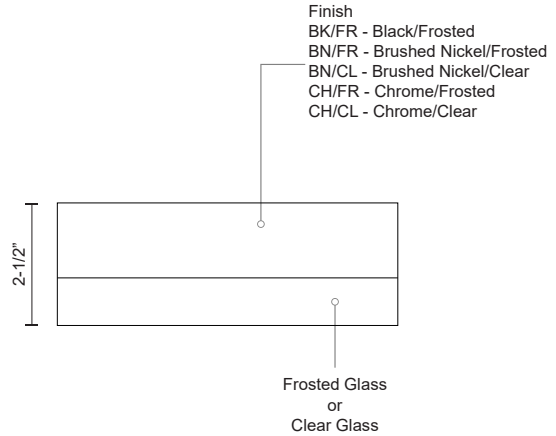 Finish
BK/FR - Black/Frosted
BN/FR - Brushed Nickel/Frosted
BN/CL - Brushed Nickel/Clear
CH/FR - Chrome/Frosted
CH/CL - Chrome/Clear
2-1/2”
Frosted Glass
or
Clear Glass